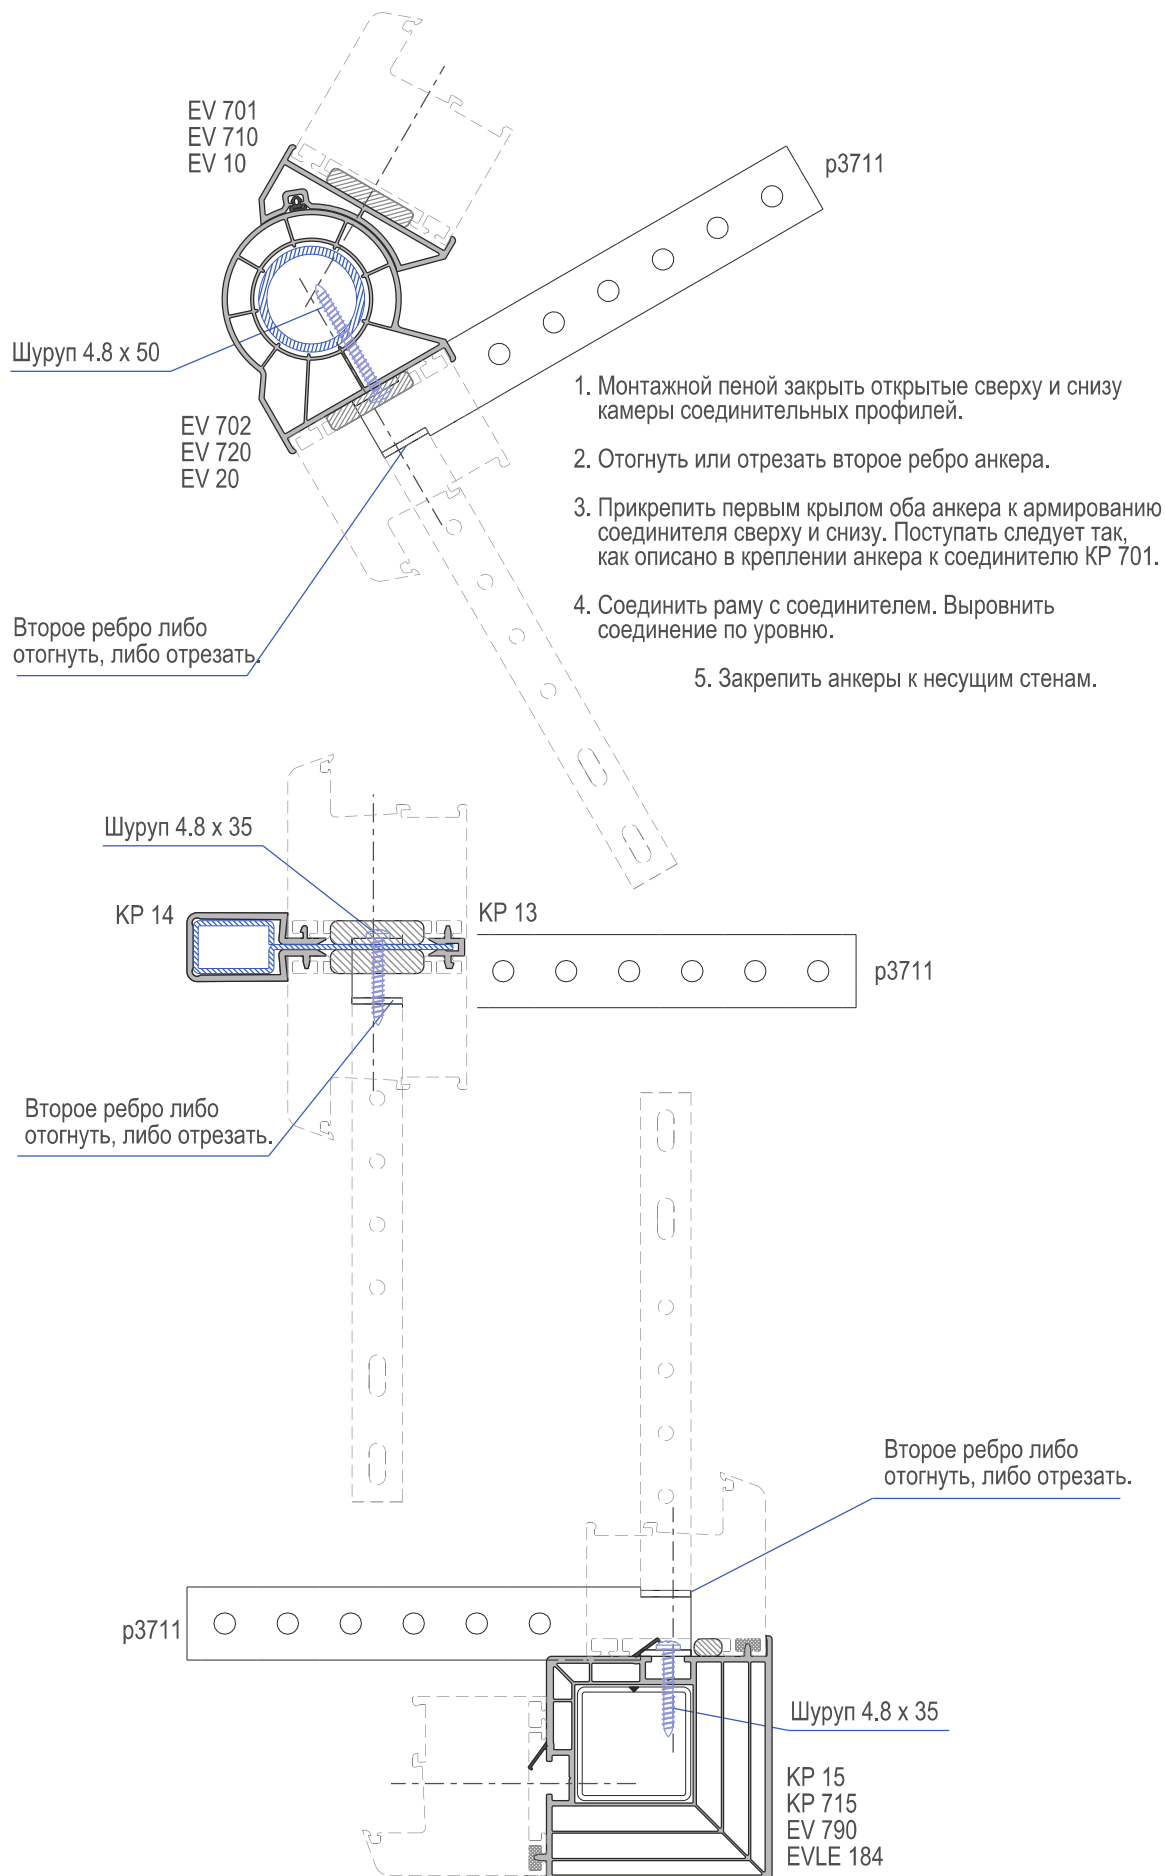 EV 701
EV 710
EV 10
p3711
Шуруп 4.8 x 50
EV 702
EV 720
EV 20
1. Монтажной пеной закрыть открытые сверху и снизу
камеры соединительных профилей.
2. Отогнуть или отрезать второе ребро анкера.
3. Прикрепить первым крылом оба анкера к армированию
соединителя сверху и снизу. Поступать следует так,
как описано в креплении анкера к соединителю КР 701.
4. Соединить раму с соединителем. Выровнить
соединение по уровню.
5. Закрепить анкеры к несущим стенам.
Второе ребро либо
отогнуть, либо отрезать.
Шуруп 4.8 x 35
КР 14
КР 13
p3711
Второе ребро либо
отогнуть, либо отрезать.
Второе ребро либо
отогнуть, либо отрезать.
p3711
Шуруп 4.8 x 35
КР 15
КР 715
EV 790
EVLE 184